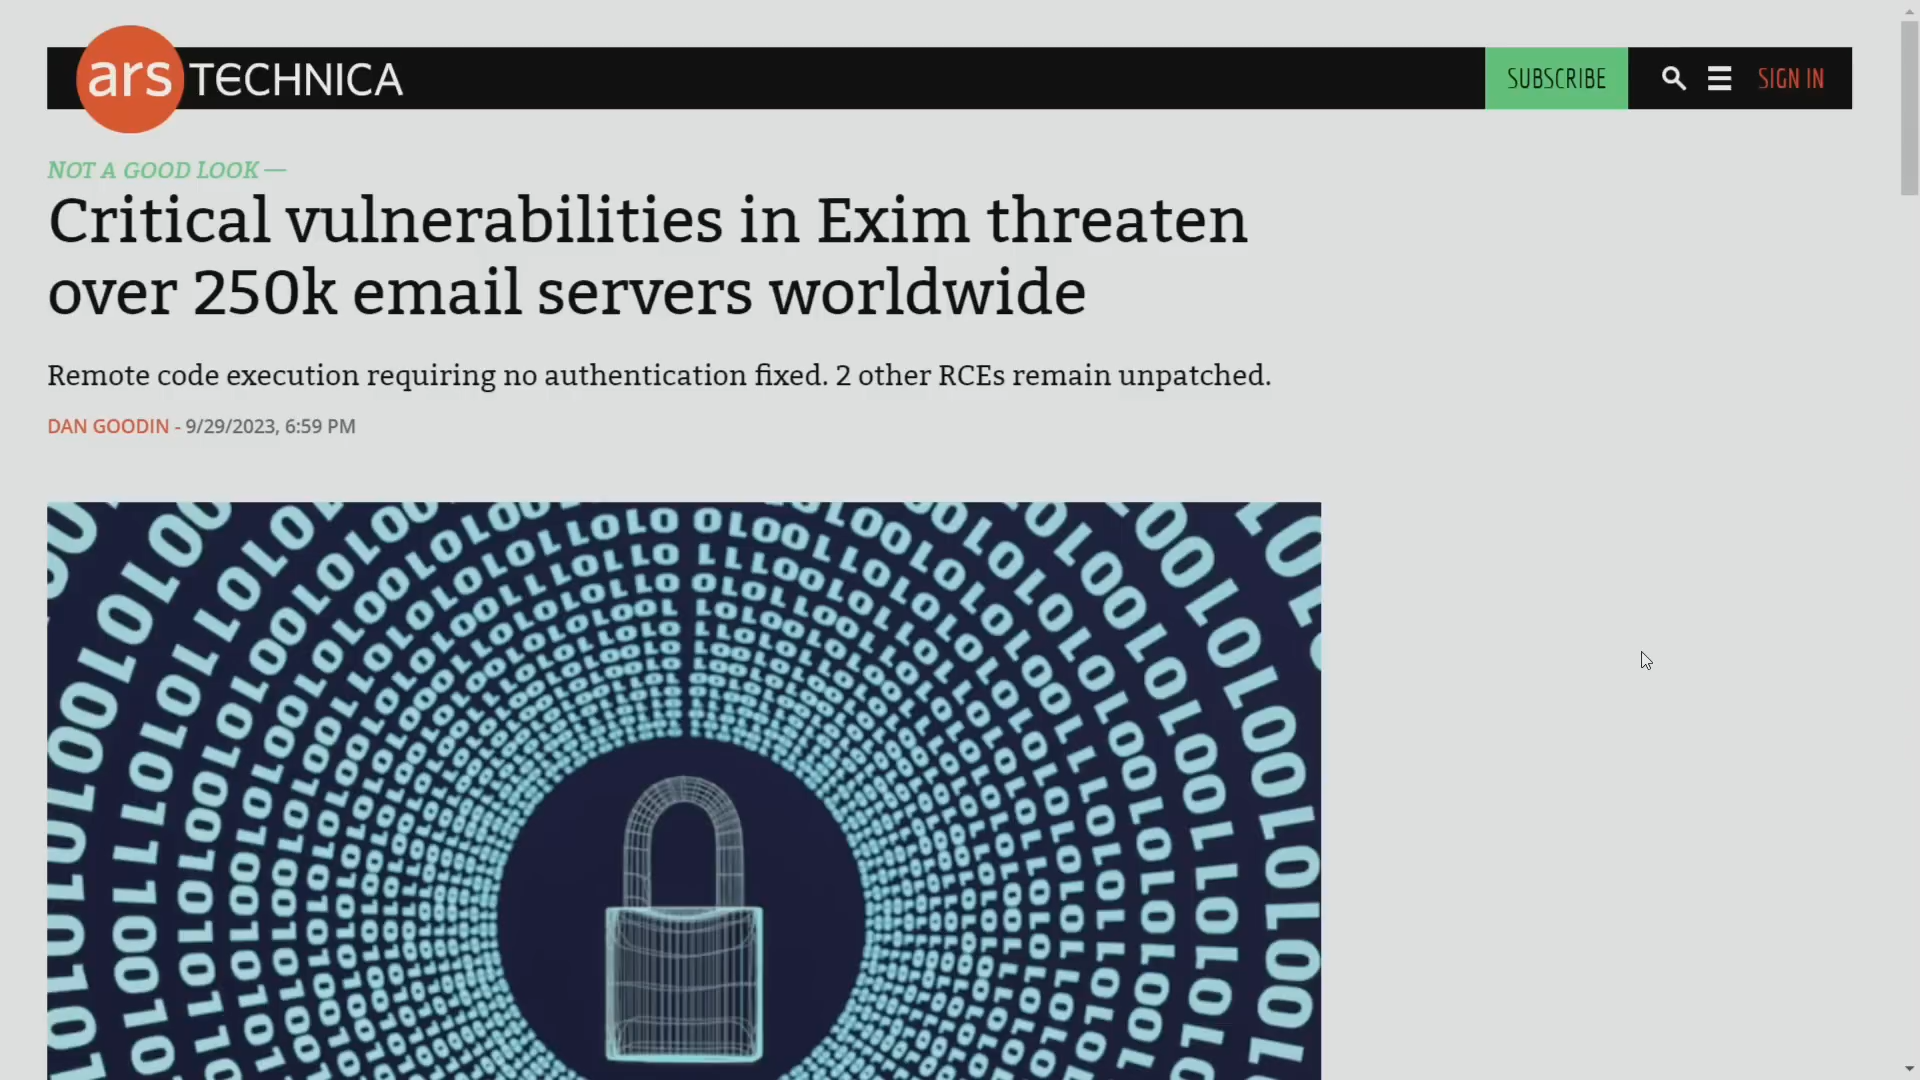 ars TECHNICA
SUBSCRIBE
SIGN IN
NOT A GOOD LOOK —
Critical vulnerabilities in Exim threaten
over 250k email servers worldwide
Remote code execution requiring no authentication fixed. 2 other RCEs remain unpatched.
DAN GOODIN - 9/29/2023, 6:59 PM